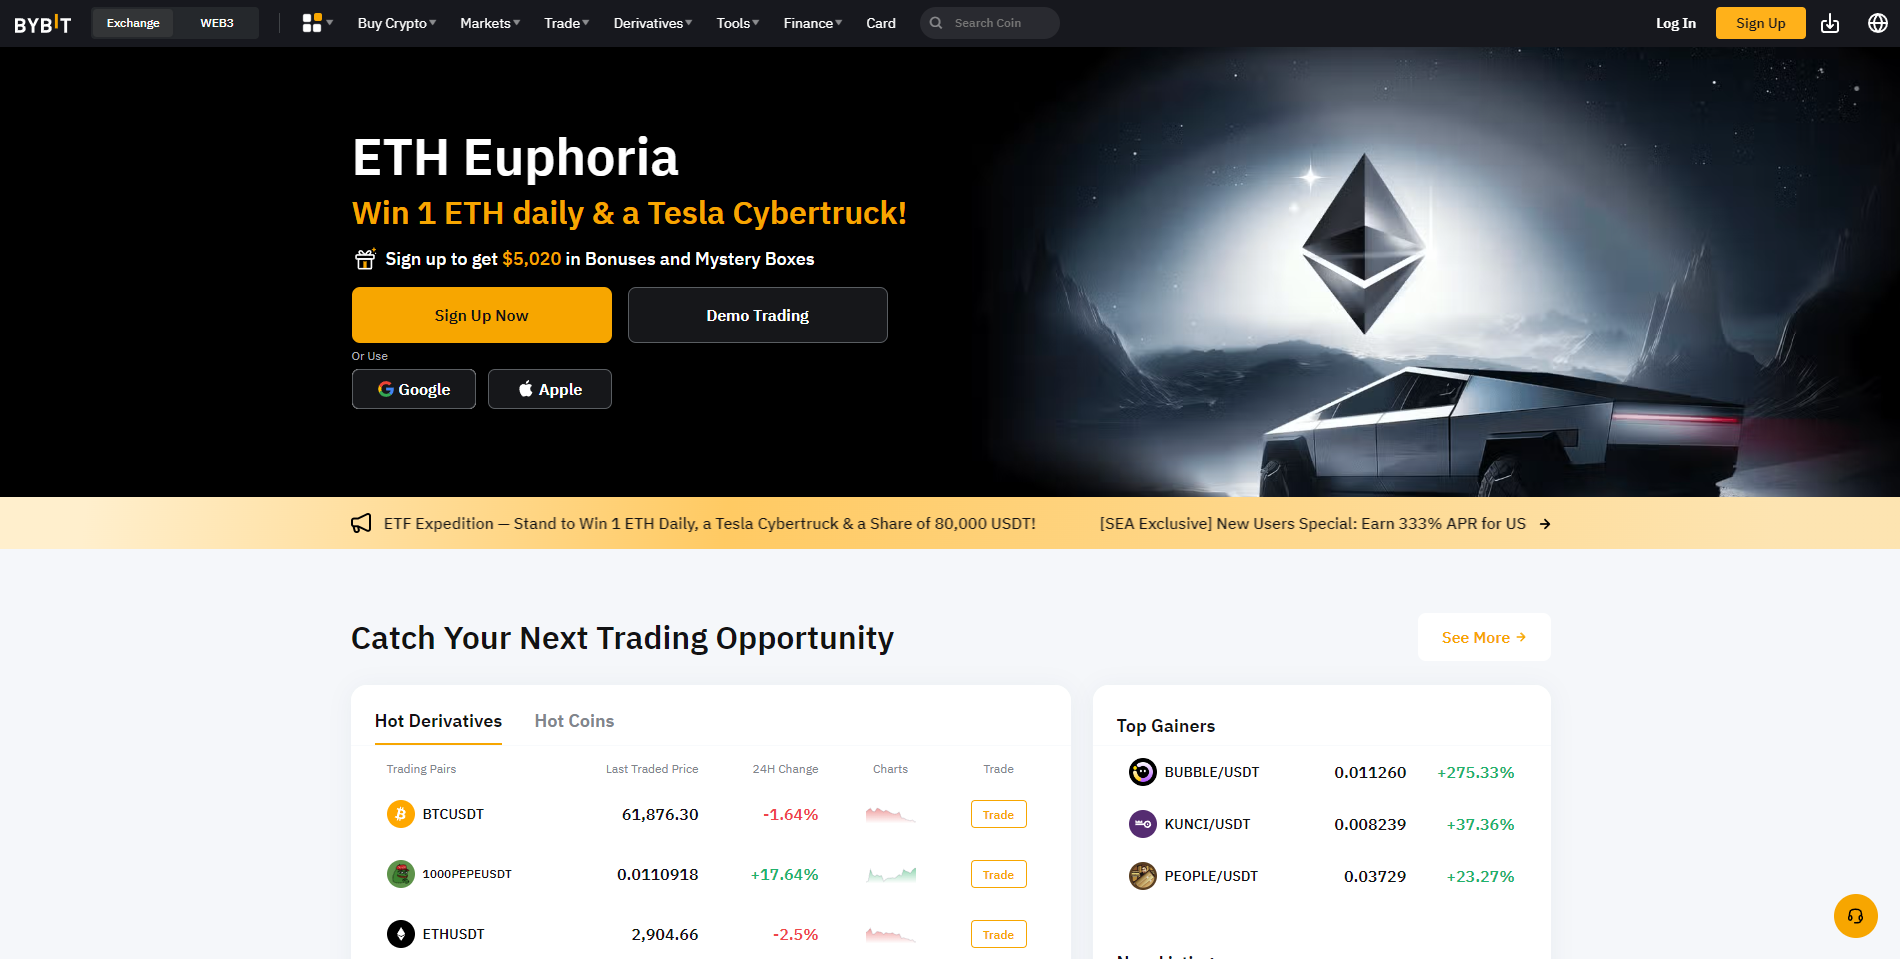 BYBIT
Exchange
WEB3
Buy Crypto
Markets
Trade
Derivatives
Tools
Finance
Card
Search Coin
Log In
Sign Up
ETH Euphoria
Win 1 ETH daily & a Tesla Cybertruck!
Sign up to get $5,020 in Bonuses and Mystery Boxes
Sign Up Now
Demo Trading
Or Use
Google
Apple
ETF Expedition — Stand to Win 1 ETH Daily, a Tesla Cybertruck & a Share of 80,000 USDT!
[SEA Exclusive] New Users Special: Earn 333% APR for US
Catch Your Next Trading Opportunity
See More
Hot Derivatives
Hot Coins
Trading Pairs
Last Traded Price
24H Change
Charts
Trade
BTCUSDT 61,876.30 -1.64% Trade
1000PEPEUSDT 0.0110918 +17.64% Trade
ETHUSDT 2,904.66 -2.5% Trade
Top Gainers
BUBBLE/USDT 0.011260 +275.33%
KUNCI/USDT 0.008239 +37.36%
PEOPLE/USDT 0.03729 +23.27%